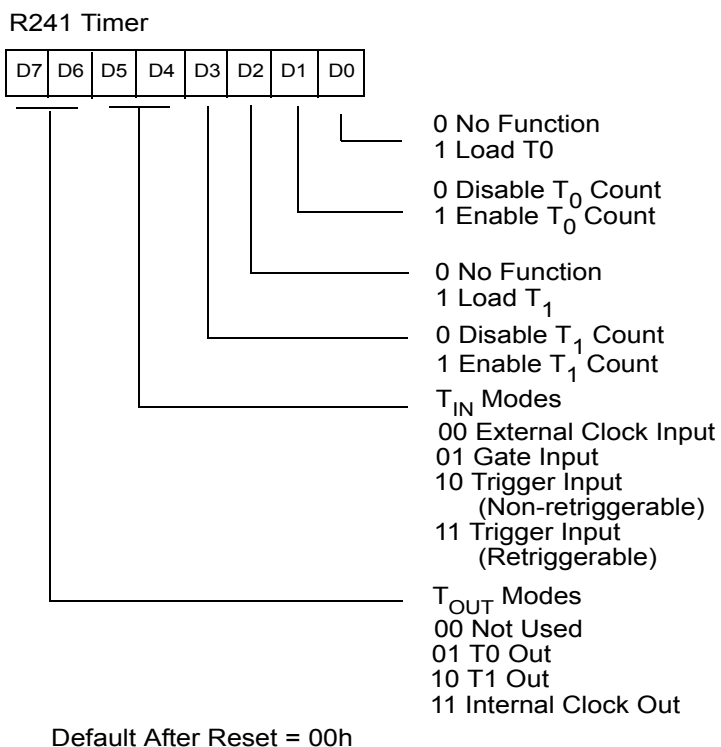 R241 Timer
D7 D6 D5 D4 D3 D2 D1 D0
0 No Function
1 Load T0
0 Disable T0 Count
1 Enable T0 Count
0 No Function
1 Load T1
0 Disable T1 Count
1 Enable T1 Count
TIN Modes
00 External Clock Input
01 Gate Input
10 Trigger Input
(Non-retriggerable)
11 Trigger Input
(Retriggerable)
TOUT Modes
00 Not Used
01 T0 Out
10 T1 Out
11 Internal Clock Out
Default After Reset = 00h